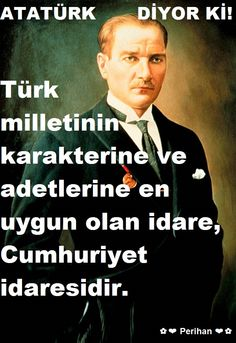 ATATÜRK DİYOR Kİ!
Türk
milletinin
karakterine ve
adetlerine en
uygun olan idare,
Cumhuriyet
idaresidir.
✿❤ Perihan ❤✿